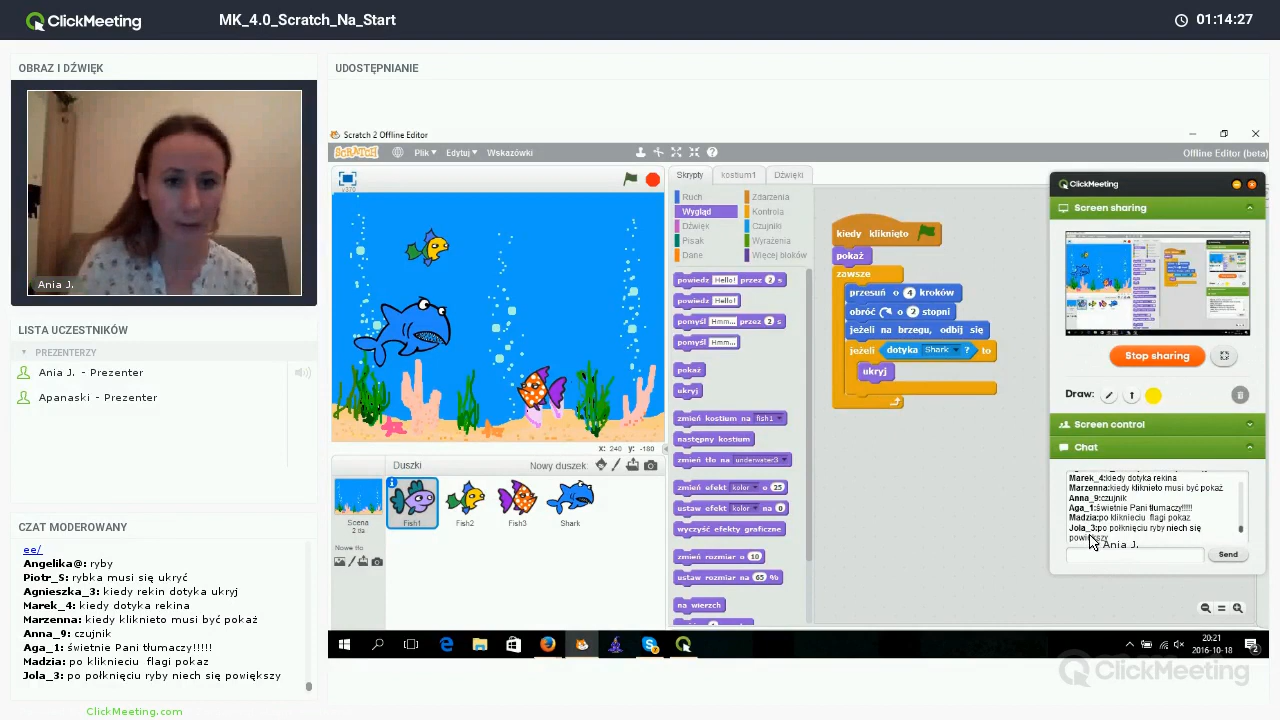 ClickMeeting
MK_4.0_Scratch_Na_Start
01:14:27
OBRAZ I DŹWIĘK
Ania J.
LISTA UCZESTNIKÓW
PREZENTERZY
Ania J. - Prezenter
Apanaski - Prezenter
CZAT MODEROWANY
ee/
Angelika@: ryby
Piotr_S: rybka musi się ukryć
Agnieszka_3: kiedy rekin dotyka ukryj
Marek_4: kiedy dotyka rekina
Marzenna: kiedy kliknieto musi być pokaż
Anna_9: czujnik
Aga_1: świetnie Pani tłumaczy!!!!!
Madzia: po kliknieciu flagi pokaz
Jola_3: po połknięciu ryby niech się powiększy
ClickMeeting.com
UDOSTĘPNIANIE
Scratch 2 Offline Editor
SCRATCH
Plik
Edytuj
Wskazówki
Offline Editor (beta)
v370
x: 240 y: -180
Duszki
Nowy duszek:
Scena
2 tła
Nowe tło
Fish1
Fish2
Fish3
Shark
Skrypty
kostium1
Dźwięki
Ruch
Zdarzenia
Wygląd
Kontrola
Dźwięk
Czujniki
Pisak
Wyrażenia
Dane
Więcej bloków
powiedz Hello! przez 2 s
powiedz Hello!
pomyśl Hmm... przez 2 s
pomyśl Hmm...
pokaż
ukryj
zmień kostium na fish1
następny kostium
zmień tło na underwater3
zmień efekt kolor o 25
ustaw efekt kolor na 0
wyczyść efekty graficzne
zmień rozmiar o 10
ustaw rozmiar na 65 %
na wierzch
kiedy kliknięto
pokaż
zawsze
przesuń o 4 kroków
obróć o 2 stopni
jeżeli na brzegu, odbij się
jeżeli dotyka Shark ? to
ukryj
ClickMeeting
Screen sharing
Stop sharing
Draw:
Screen control
Chat
Marek_4:kiedy dotyka rekina
Marzenna:kiedy kliknieto musi być pokaż
Anna_9:czujnik
Aga_1:świetnie Pani tłumaczy!!!!!
Madzia:po kliknieciu flagi pokaz
Jola_3:po połknięciu ryby niech się
powiększy
Ania J.
Send
20:21
2016-10-18
2
ClickMeeting